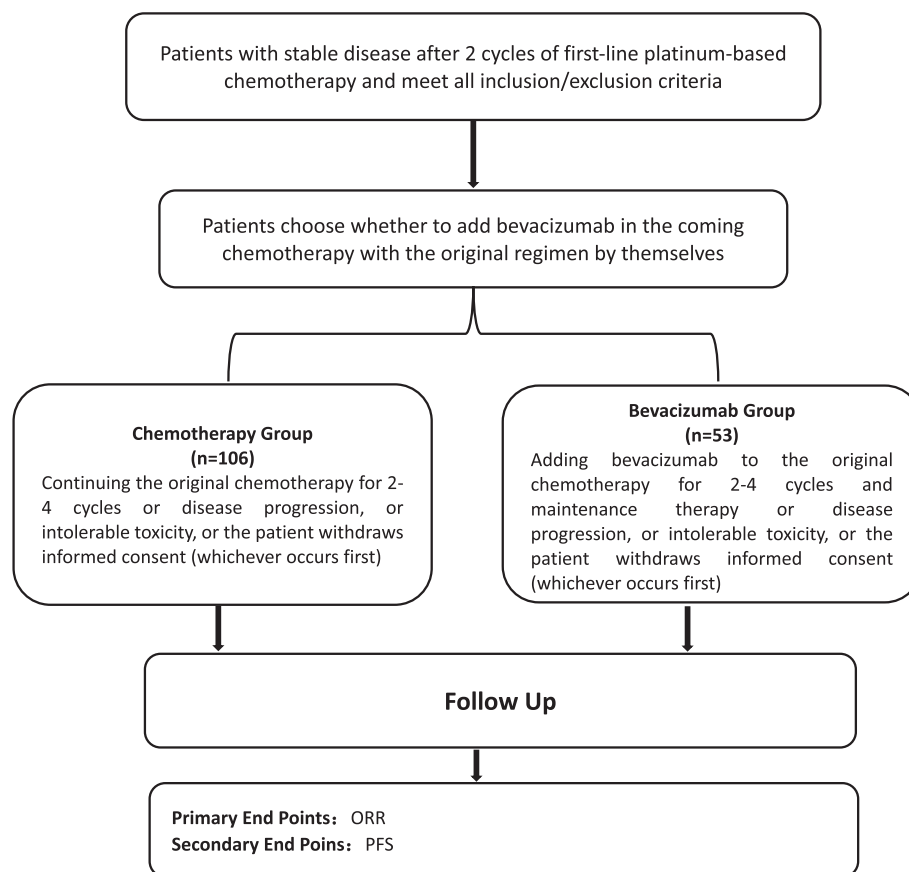 Patients with stable disease after 2 cycles of first-line platinum-based
chemotherapy and meet all inclusion/exclusion criteria
Patients choose whether to add bevacizumab in the coming
chemotherapy with the original regimen by themselves
Chemotherapy Group
(n=106)
Continuing the original chemotherapy for 2-
4 cycles or disease progression, or
intolerable toxicity, or the patient withdraws
informed consent (whichever occurs first)
Bevacizumab Group
(n=53)
Adding bevacizumab to the original
chemotherapy for 2-4 cycles and
maintenance therapy or disease
progression, or intolerable toxicity, or the
patient withdraws informed consent
(whichever occurs first)
Follow Up
Primary End Points：ORR
Secondary End Poins：PFS